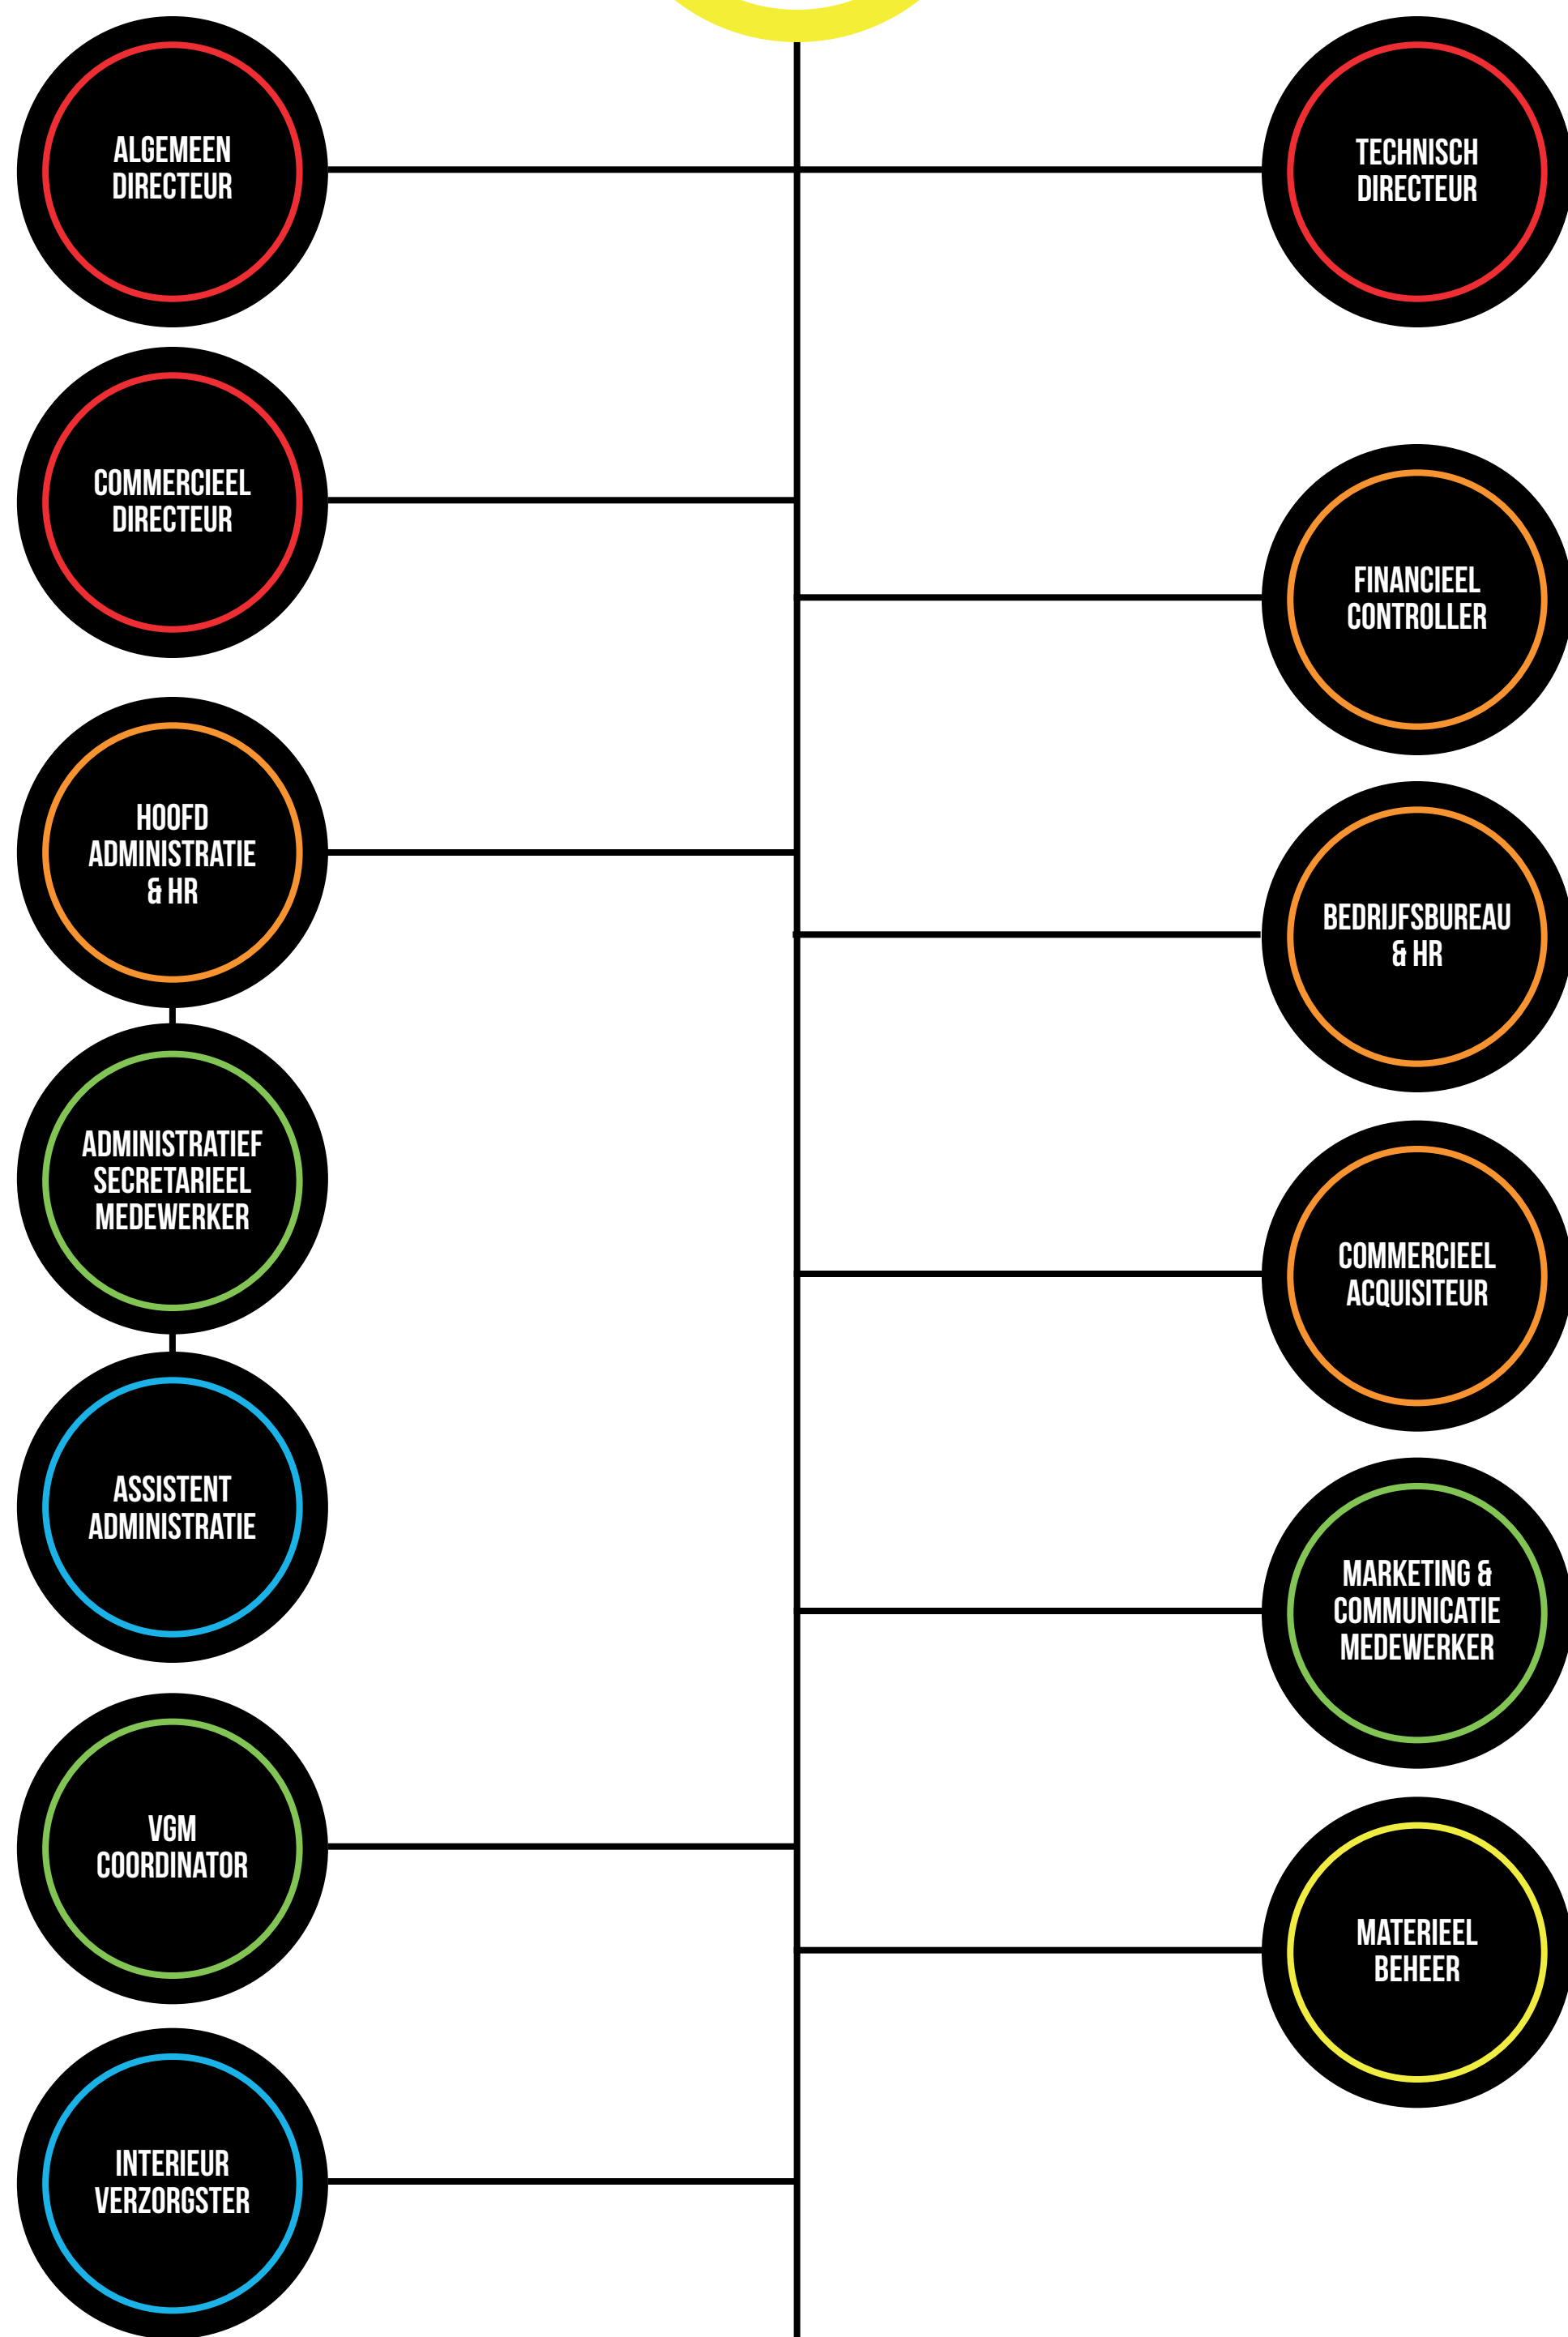 ALGEMEEN
DIRECTEUR
TECHNISCH
DIRECTEUR
COMMERCIEEL
DIRECTEUR
FINANCIEEL
CONTROLLER
HOOFD
ADMINISTRATIE
& HR
BEDRIJFSBUREAU
& HR
ADMINISTRATIEF
SECRETARIEEL
MEDEWERKER
COMMERCIEEL
ACQUISITEUR
ASSISTENT
ADMINISTRATIE
MARKETING &
COMMUNICATIE
MEDEWERKER
VGM
COORDINATOR
MATERIEEL
BEHEER
INTERIEUR
VERZORGSTER